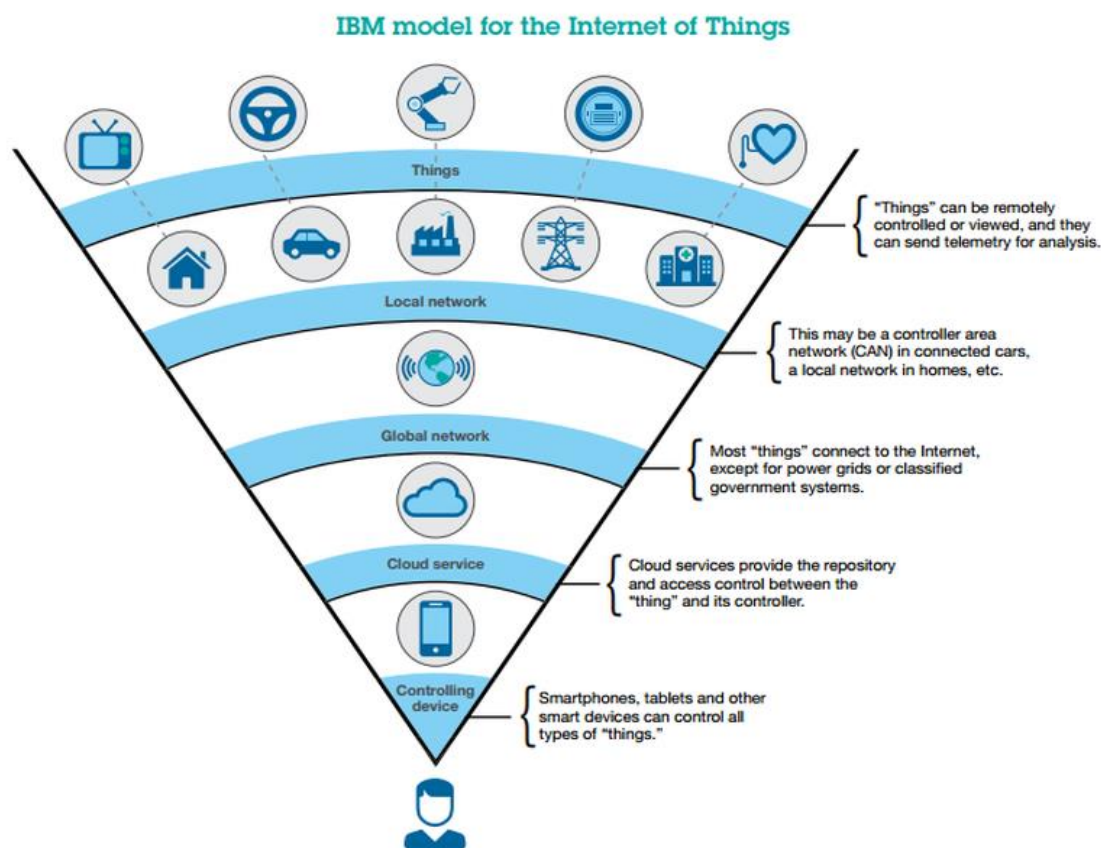 IBM model for the Internet of Things
Things
“Things” can be remotely
controlled or viewed, and they
can send telemetry for analysis.
Local network
This may be a controller area
network (CAN) in connected cars,
a local network in homes, etc.
Global network
Most “things” connect to the Internet,
except for power grids or classified
government systems.
Cloud service
Cloud services provide the repository
and access control between the
“thing” and its controller.
Controlling
device
Smartphones, tablets and other
smart devices can control all
types of “things.”